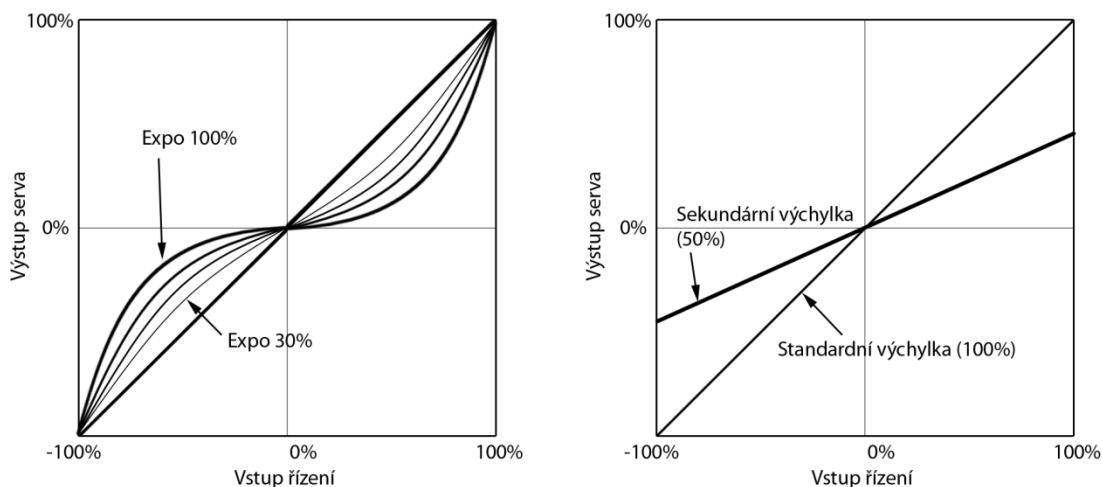 100%
Expo 100%
0%
Výstup serva
Expo 30%
-100%
0%
100%
Vstup řízení
100%
Sekundární výchylka
(50%)
0%
Výstup serva
Standardní výchylka (100%)
-100%
0%
100%
Vstup řízení